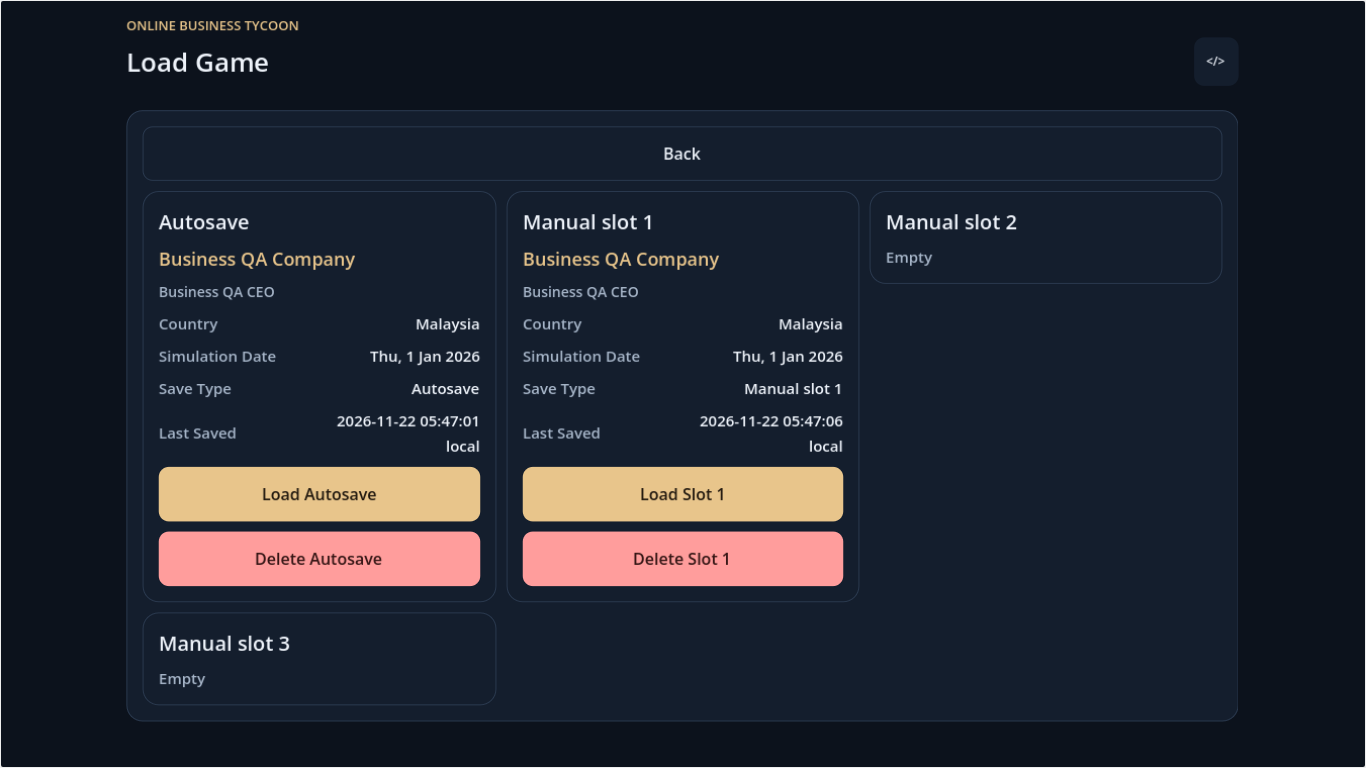 ONLINE BUSINESS TYCOON
Load Game
</>
Back
Autosave
Business QA Company
Business QA CEO
Country Malaysia
Simulation Date Thu, 1 Jan 2026
Save Type Autosave
Last Saved 2026-11-22 05:47:01
local
Load Autosave
Delete Autosave
Manual slot 1
Business QA Company
Business QA CEO
Country Malaysia
Simulation Date Thu, 1 Jan 2026
Save Type Manual slot 1
Last Saved 2026-11-22 05:47:06
local
Load Slot 1
Delete Slot 1
Manual slot 2
Empty
Manual slot 3
Empty